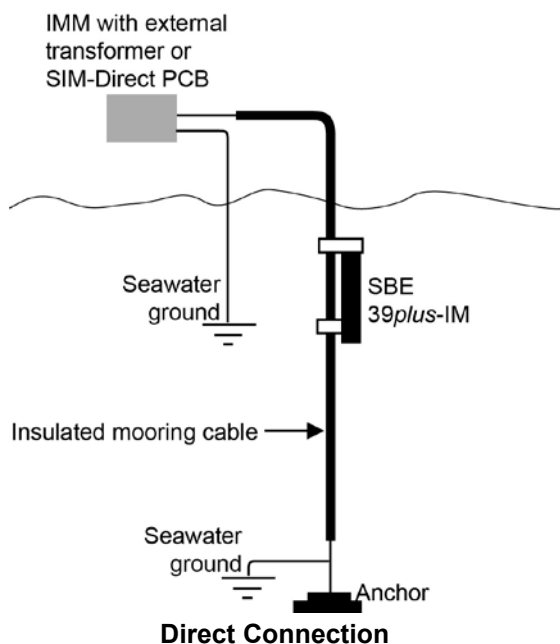 IMM with external
transformer or
SIM-Direct PCB
Seawater
ground
SBE
39plus-IM
Insulated mooring cable
Seawater
ground
Anchor
Direct Connection